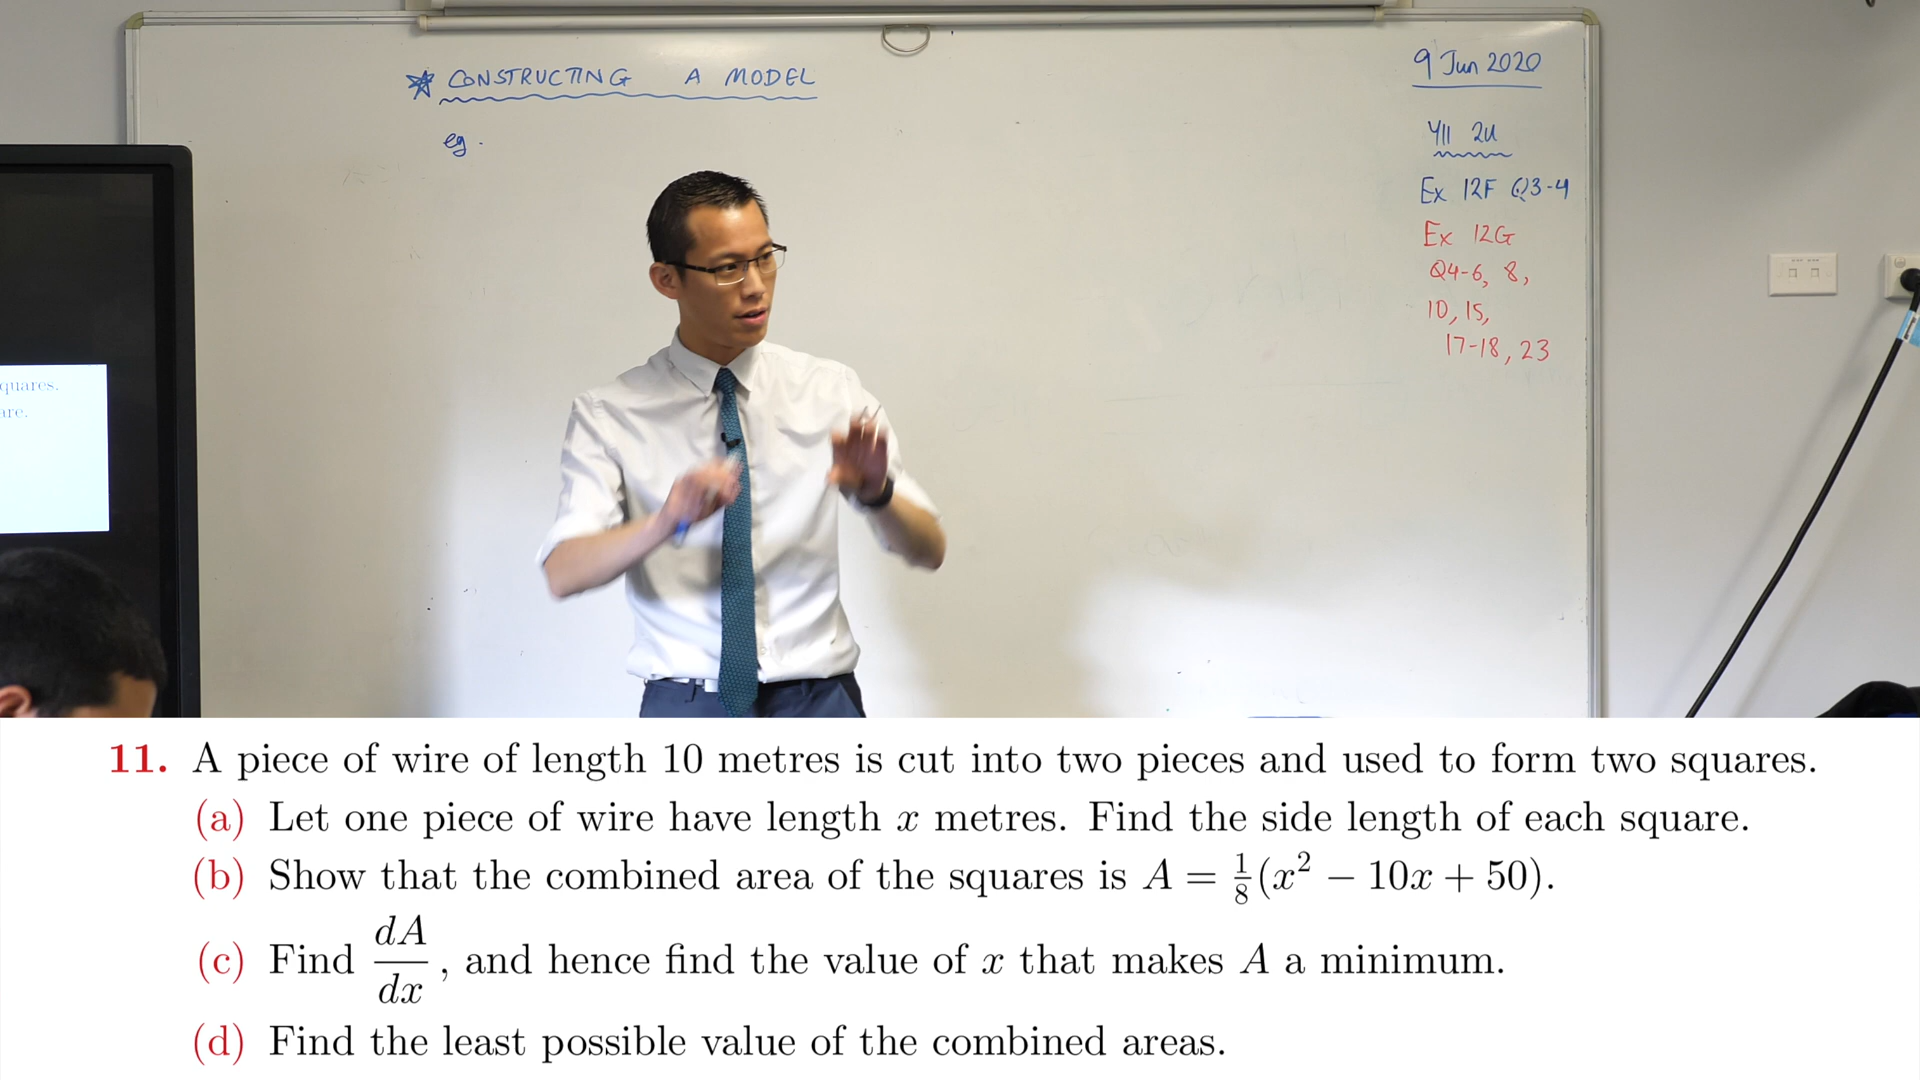 ★ CONSTRUCTING A MODEL
eg.
9 Jun 2020
Y11 2U
Ex 12F Q3-4
Ex 12G
Q4-6, 8,
10, 15,
17-18, 23
quares.
are.
11. A piece of wire of length 10 metres is cut into two pieces and used to form two squares.
(a) Let one piece of wire have length x metres. Find the side length of each square.
(b) Show that the combined area of the squares is A = 1/8(x² − 10x + 50).
(c) Find dA/dx, and hence find the value of x that makes A a minimum.
(d) Find the least possible value of the combined areas.